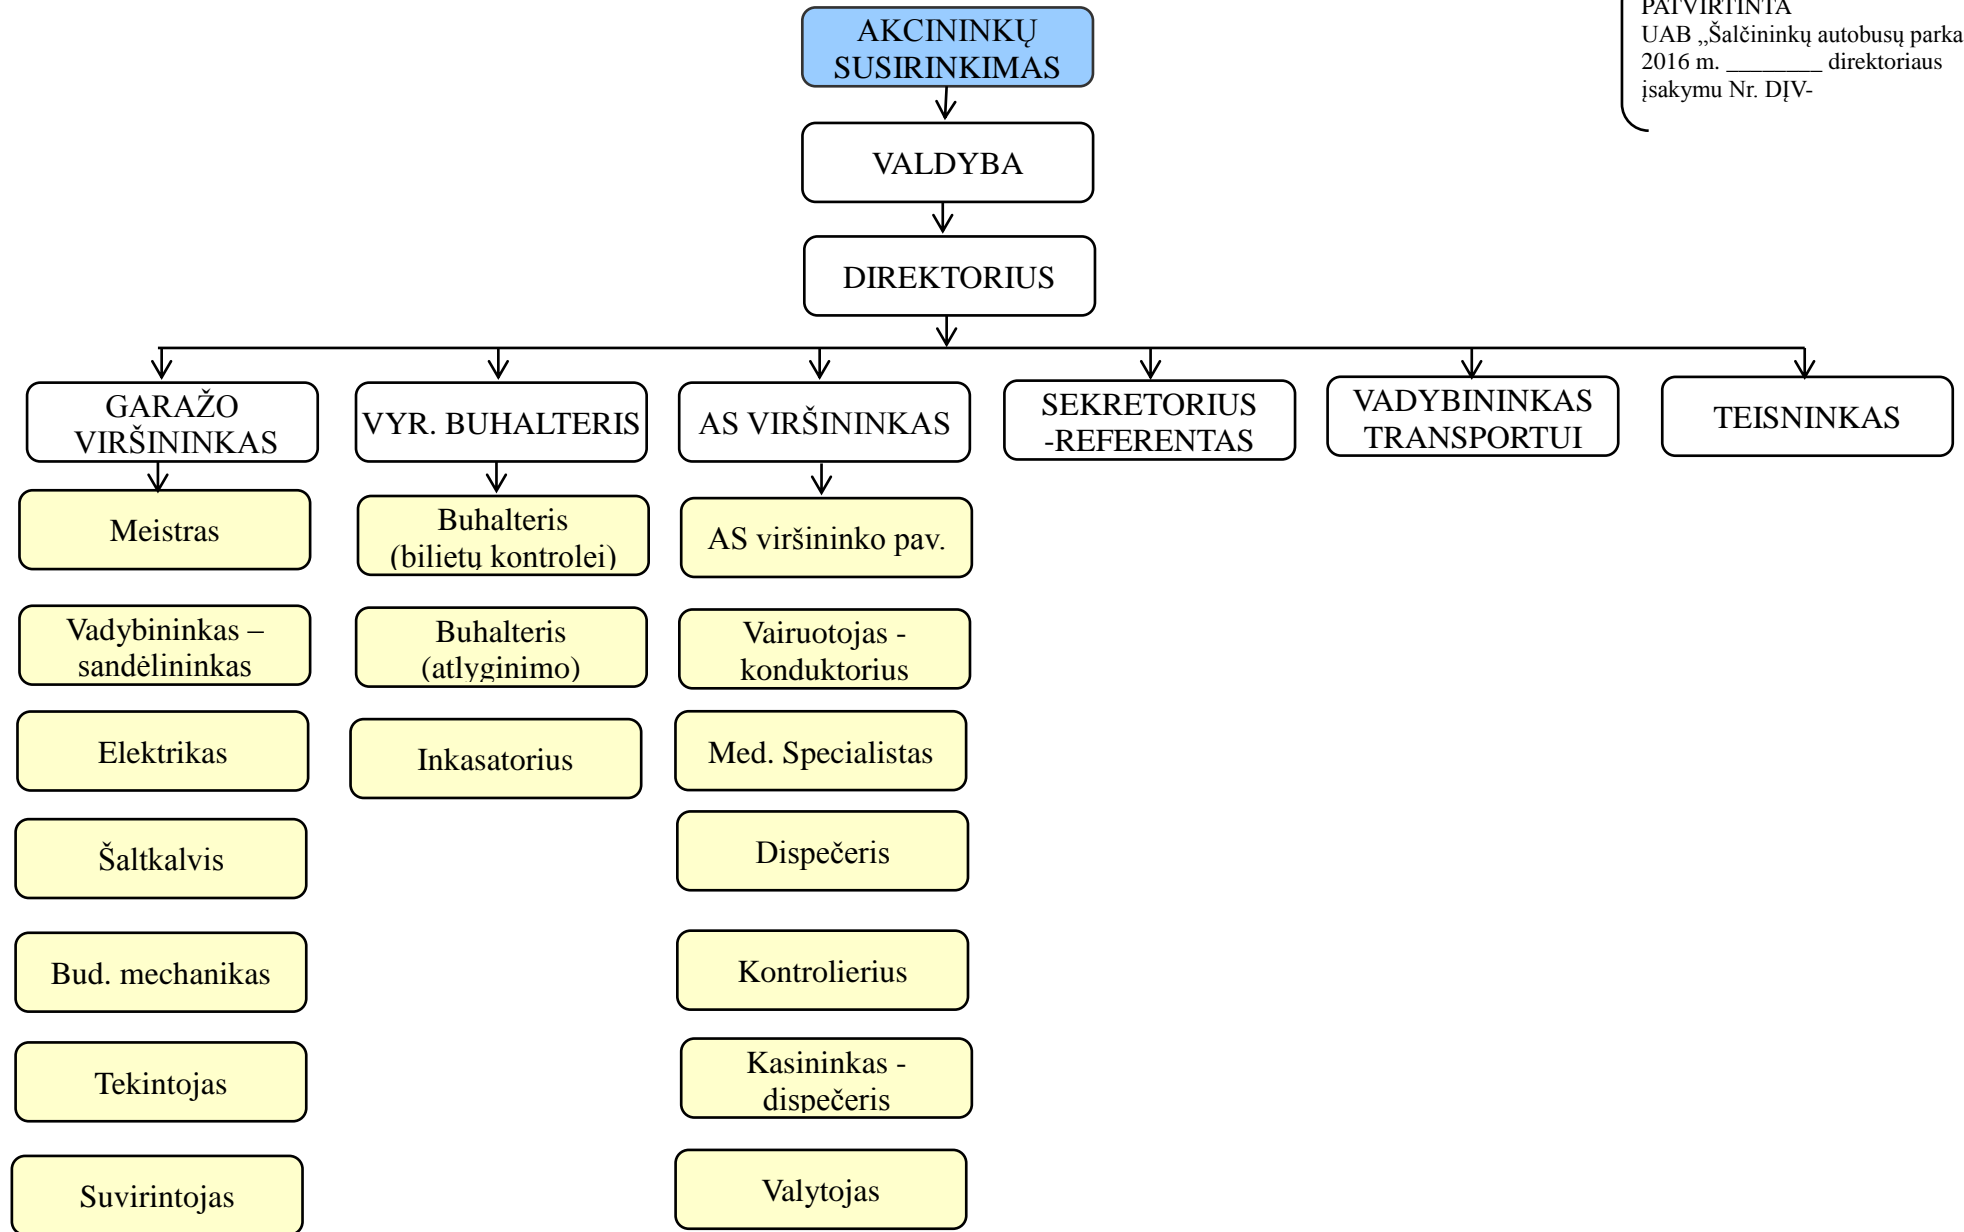 PATVIRTINTA
UAB „Šalčininkų autobusų parka
2016 m. ________ direktoriaus
įsakymu Nr. DĮV-
AKCININKŲ
SUSIRINKIMAS
VALDYBA
DIREKTORIUS
GARAŽO
VIRŠININKAS
VYR. BUHALTERIS
AS VIRŠININKAS
SEKRETORIUS
-REFERENTAS
VADYBININKAS
TRANSPORTUI
TEISNINKAS
Meistras
Vadybininkas –
sandėlininkas
Elektrikas
Šaltkalvis
Bud. mechanikas
Tekintojas
Suvirintojas
Buhalteris
(bilietų kontrolei)
Buhalteris
(atlyginimo)
Inkasatorius
AS viršininko pav.
Vairuotojas -
konduktorius
Med. Specialistas
Dispečeris
Kontrolierius
Kasininkas -
dispečeris
Valytojas